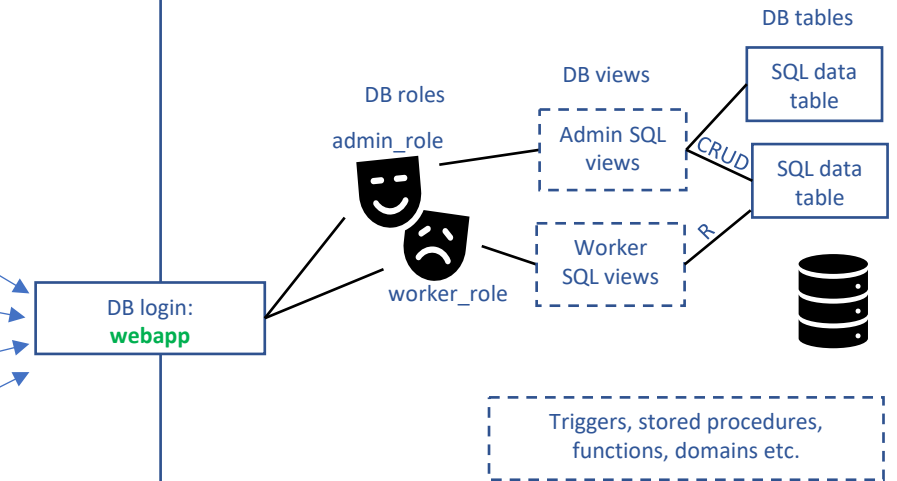 DB tables
SQL data
table
DB views
DB roles
admin_role
Admin SQL
views
CRUD
SQL data
table
R
Worker
SQL views
worker_role
DB login:
webapp
Triggers, stored procedures,
functions, domains etc.